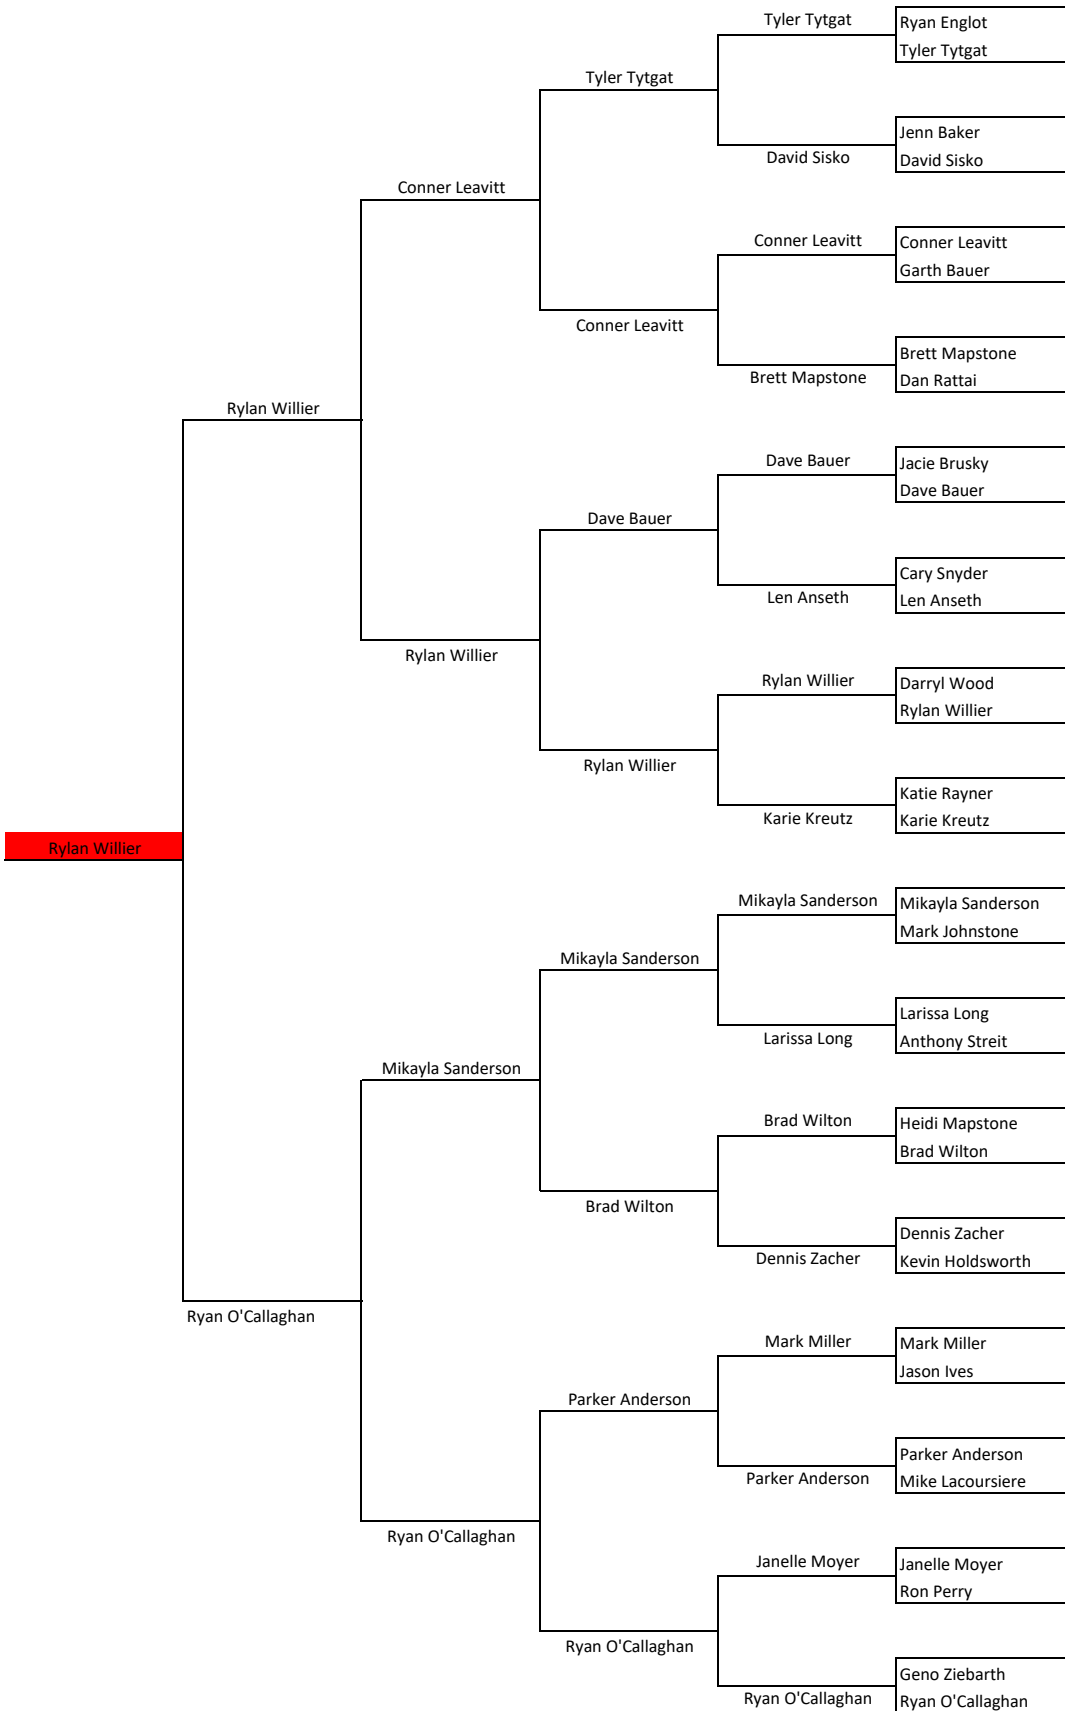 Tyler Tytgat
Ryan Englot
Tyler Tytgat
Tyler Tytgat
Jenn Baker
David Sisko
David Sisko
Conner Leavitt
Conner Leavitt
Conner Leavitt
Garth Bauer
Conner Leavitt
Brett Mapstone
Brett Mapstone
Dan Rattai
Rylan Willier
Dave Bauer
Jacie Brusky
Dave Bauer
Dave Bauer
Cary Snyder
Len Anseth
Len Anseth
Rylan Willier
Rylan Willier
Darryl Wood
Rylan Willier
Rylan Willier
Katie Rayner
Karie Kreutz
Karie Kreutz
Rylan Willier
Mikayla Sanderson
Mikayla Sanderson
Mark Johnstone
Mikayla Sanderson
Larissa Long
Larissa Long
Anthony Streit
Mikayla Sanderson
Brad Wilton
Heidi Mapstone
Brad Wilton
Brad Wilton
Dennis Zacher
Dennis Zacher
Kevin Holdsworth
Ryan O'Callaghan
Mark Miller
Mark Miller
Jason Ives
Parker Anderson
Parker Anderson
Parker Anderson
Mike Lacoursiere
Ryan O'Callaghan
Janelle Moyer
Janelle Moyer
Ron Perry
Ryan O'Callaghan
Geno Ziebarth
Ryan O'Callaghan
Ryan O'Callaghan